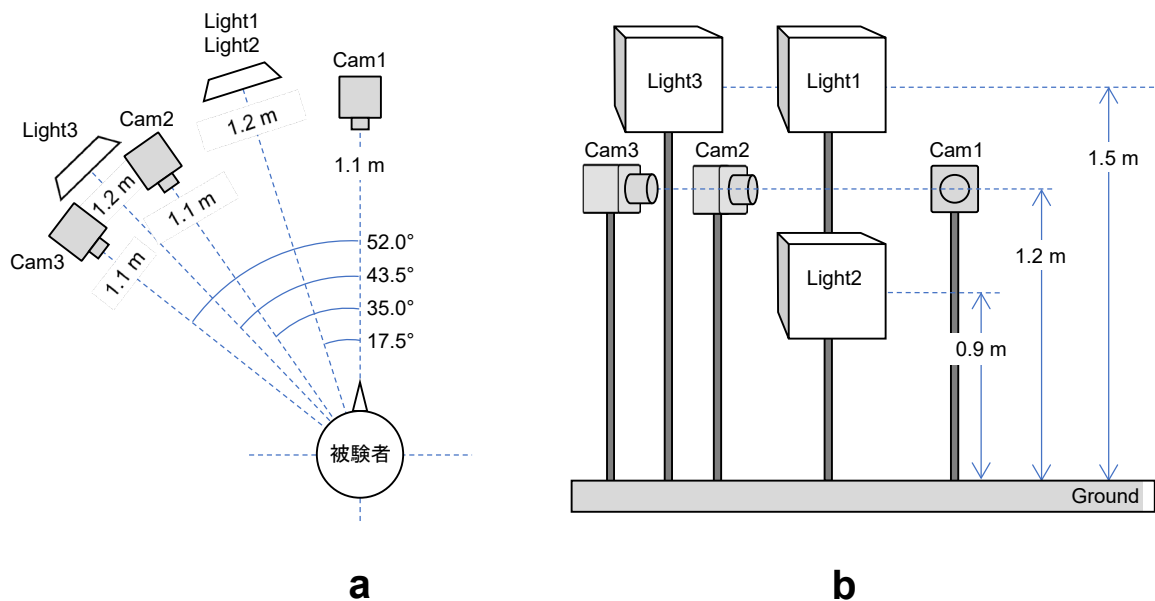 Light1
Light2
Cam1
Cam2
Light3
1.2 m
1.1 m
1.2 m
1.1 m
Cam3
1.1 m
52.0°
43.5°
35.0°
17.5°
被験者
a
Light3
Light1
Cam3
Cam2
Cam1
1.5 m
1.2 m
Light2
0.9 m
Ground
b